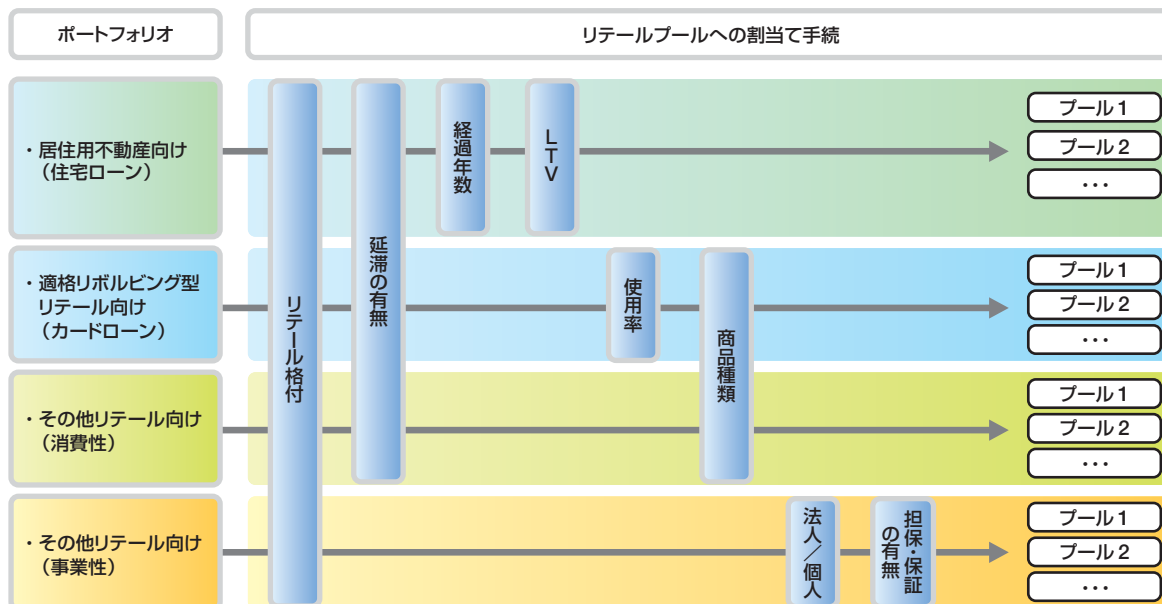 ポートフォリオ
リテールプールへの割当て手続
・居住用不動産向け
（住宅ローン）
リテール格付
延滞の有無
経過年数
LTV
プール1
プール2
・・・
・適格リボルビング型
リテール向け
（カードローン）
使用率
商品種類
プール1
プール2
・・・
・その他リテール向け
（消費性）
プール1
プール2
・・・
・その他リテール向け
（事業性）
法人／個人
担保・保証
の有無
プール1
プール2
・・・